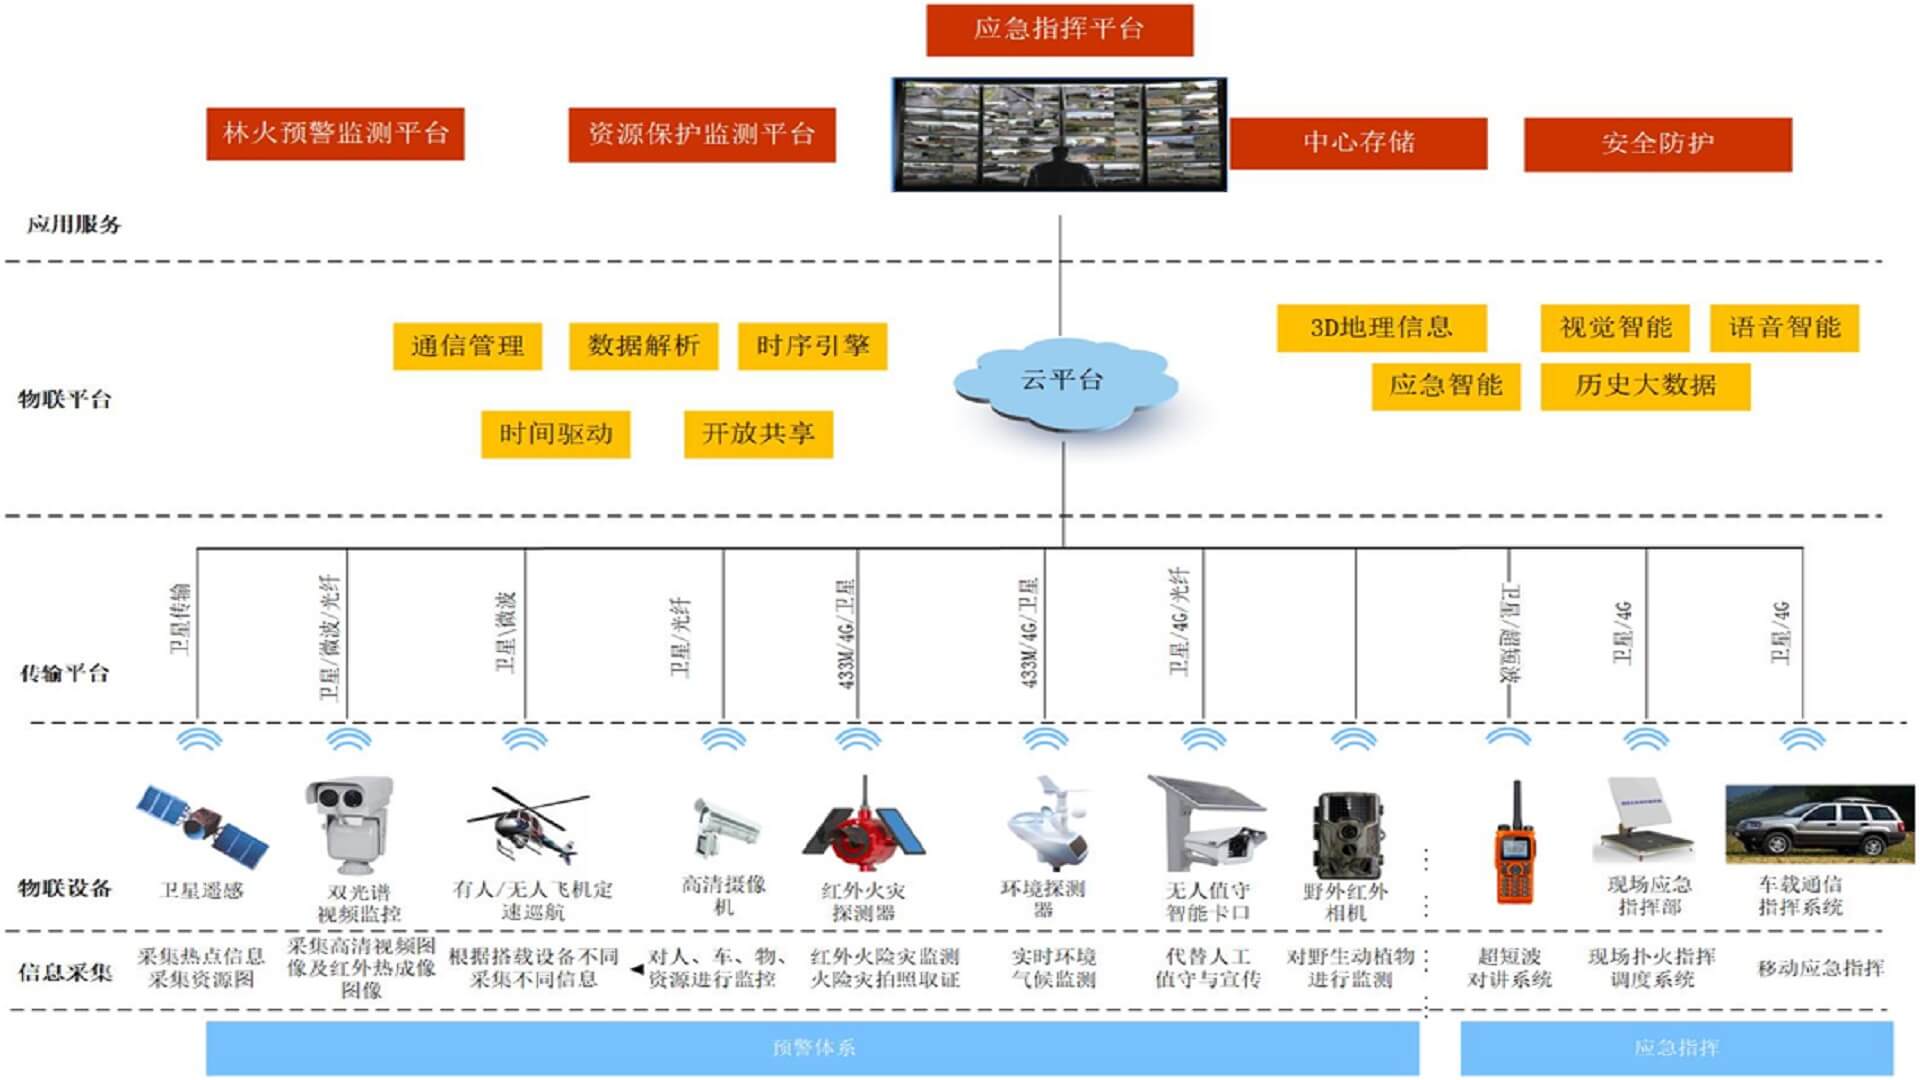 应急指挥平台
林火预警监测平台
资源保护监测平台
中心存储
安全防护
应用服务
通信管理
数据解析
时序引擎
时间驱动
开放共享
物联平台
云平台
3D地理信息
视觉智能
语音智能
应急智能
历史大数据
传输平台
卫星传输
卫星/微波/光纤
卫星\微波
卫星/光纤
433M/4G/卫星
433M/4G/卫星
卫星/4G/光纤
卫星/超短波
卫星/4G
卫星/4G
物联设备
卫星遥感
双光谱
视频监控
有人/无人飞机定
速巡航
高清摄像
机
红外火灾
探测器
环境探测
器
无人值守
智能卡口
野外红外
相机
现场应急
指挥部
车载通信
指挥系统
信息采集
采集热点信息
采集资源图
采集高清视频图
像及红外热成像
图像
根据搭载设备不同
采集不同信息
对人、车、物、
资源进行监控
红外火险灾监测
火险灾拍照取证
实时环境
气候监测
代替人工
值守与宣传
对野生动植物
进行监测
超短波
对讲系统
现场扑火指挥
调度系统
移动应急指挥
预警体系
应急指挥